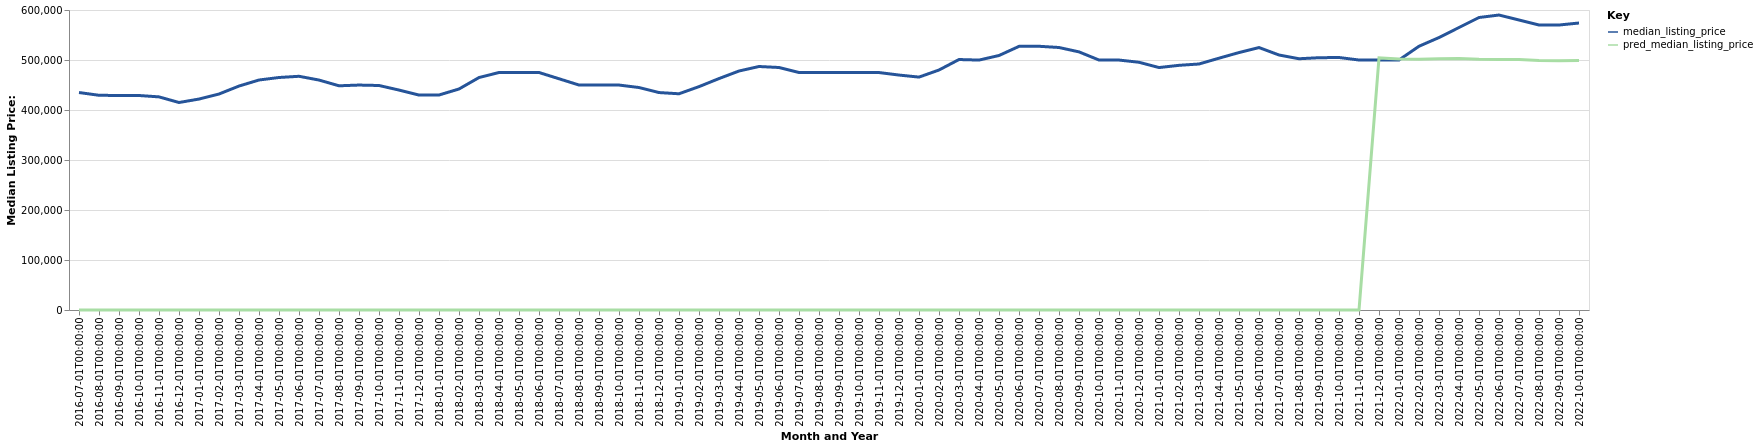 600,000
500,000
400,000
300,000
200,000
100,000
0
Median Listing Price:
2016-07-01T00:00:00
2016-08-01T00:00:00
2016-09-01T00:00:00
2016-10-01T00:00:00
2016-11-01T00:00:00
2016-12-01T00:00:00
2017-01-01T00:00:00
2017-02-01T00:00:00
2017-03-01T00:00:00
2017-04-01T00:00:00
2017-05-01T00:00:00
2017-06-01T00:00:00
2017-07-01T00:00:00
2017-08-01T00:00:00
2017-09-01T00:00:00
2017-10-01T00:00:00
2017-11-01T00:00:00
2017-12-01T00:00:00
2018-01-01T00:00:00
2018-02-01T00:00:00
2018-03-01T00:00:00
2018-04-01T00:00:00
2018-05-01T00:00:00
2018-06-01T00:00:00
2018-07-01T00:00:00
2018-08-01T00:00:00
2018-09-01T00:00:00
2018-10-01T00:00:00
2018-11-01T00:00:00
2018-12-01T00:00:00
2019-01-01T00:00:00
2019-02-01T00:00:00
2019-03-01T00:00:00
2019-04-01T00:00:00
2019-05-01T00:00:00
2019-06-01T00:00:00
2019-07-01T00:00:00
2019-08-01T00:00:00
2019-09-01T00:00:00
2019-10-01T00:00:00
2019-11-01T00:00:00
2019-12-01T00:00:00
2020-01-01T00:00:00
2020-02-01T00:00:00
2020-03-01T00:00:00
2020-04-01T00:00:00
2020-05-01T00:00:00
2020-06-01T00:00:00
2020-07-01T00:00:00
2020-08-01T00:00:00
2020-09-01T00:00:00
2020-10-01T00:00:00
2020-11-01T00:00:00
2020-12-01T00:00:00
2021-01-01T00:00:00
2021-02-01T00:00:00
2021-03-01T00:00:00
2021-04-01T00:00:00
2021-05-01T00:00:00
2021-06-01T00:00:00
2021-07-01T00:00:00
2021-08-01T00:00:00
2021-09-01T00:00:00
2021-10-01T00:00:00
2021-11-01T00:00:00
2021-12-01T00:00:00
2022-01-01T00:00:00
2022-02-01T00:00:00
2022-03-01T00:00:00
2022-04-01T00:00:00
2022-05-01T00:00:00
2022-06-01T00:00:00
2022-07-01T00:00:00
2022-08-01T00:00:00
2022-09-01T00:00:00
2022-10-01T00:00:00
Month and Year
Key
median_listing_price
pred_median_listing_price